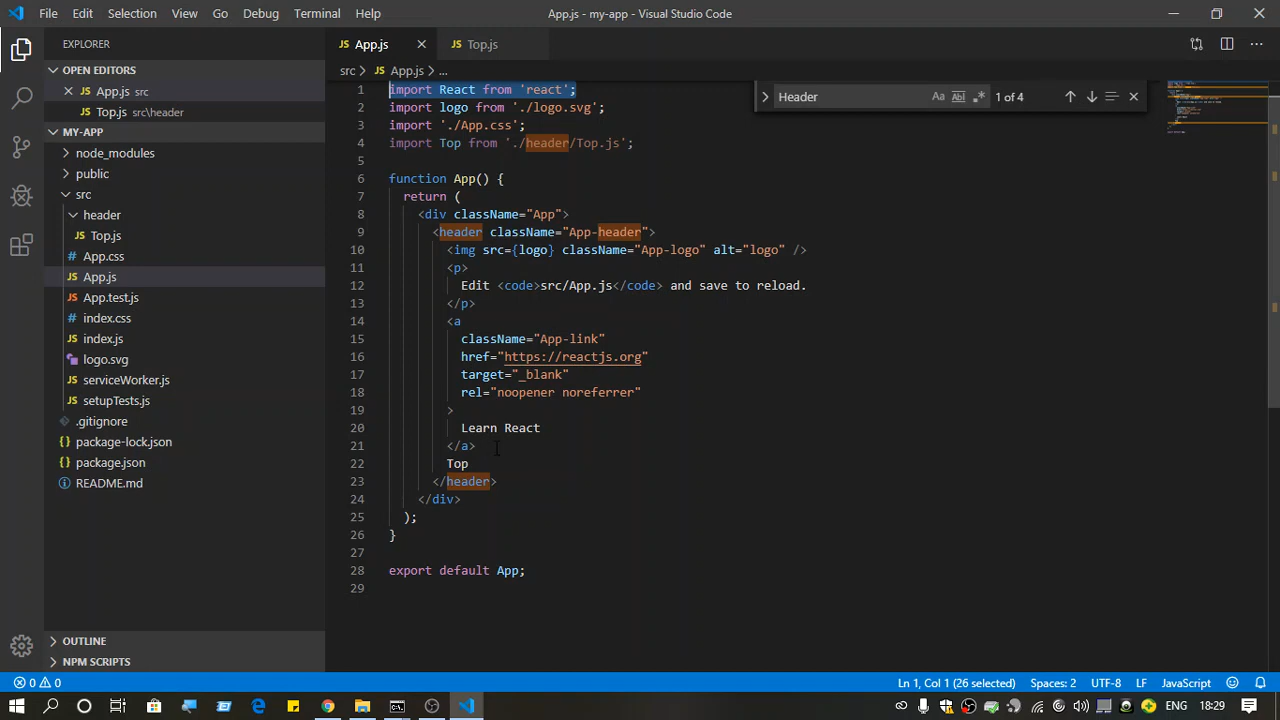 File Edit Selection View Go Debug Terminal Help App.js - my-app - Visual Studio Code
EXPLORER
OPEN EDITORS
App.js src
Top.js src\header
MY-APP
node_modules
public
src
header
Top.js
App.css
App.js
App.test.js
index.css
index.js
logo.svg
serviceWorker.js
setupTests.js
.gitignore
package-lock.json
package.json
README.md
OUTLINE
NPM SCRIPTS
JS App.js JS Top.js
src > JS App.js > ...
Header Aa Abl 1 of 4
1 import React from 'react';
2 import logo from './logo.svg';
3 import './App.css';
4 import Top from './header/Top.js';
5
6 function App() {
7 return (
8 <div className="App">
9 <header className="App-header">
10 <img src={logo} className="App-logo" alt="logo" />
11 <p>
12 Edit <code>src/App.js</code> and save to reload.
13 </p>
14 <a
15 className="App-link"
16 href="https://reactjs.org"
17 target="_blank"
18 rel="noopener noreferrer"
19 >
20 Learn React
21 </a>
22 Top
23 </header>
24 </div>
25 );
26 }
27
28 export default App;
29
0 0 Ln 1, Col 1 (26 selected) Spaces: 2 UTF-8 LF JavaScript
ENG 18:29